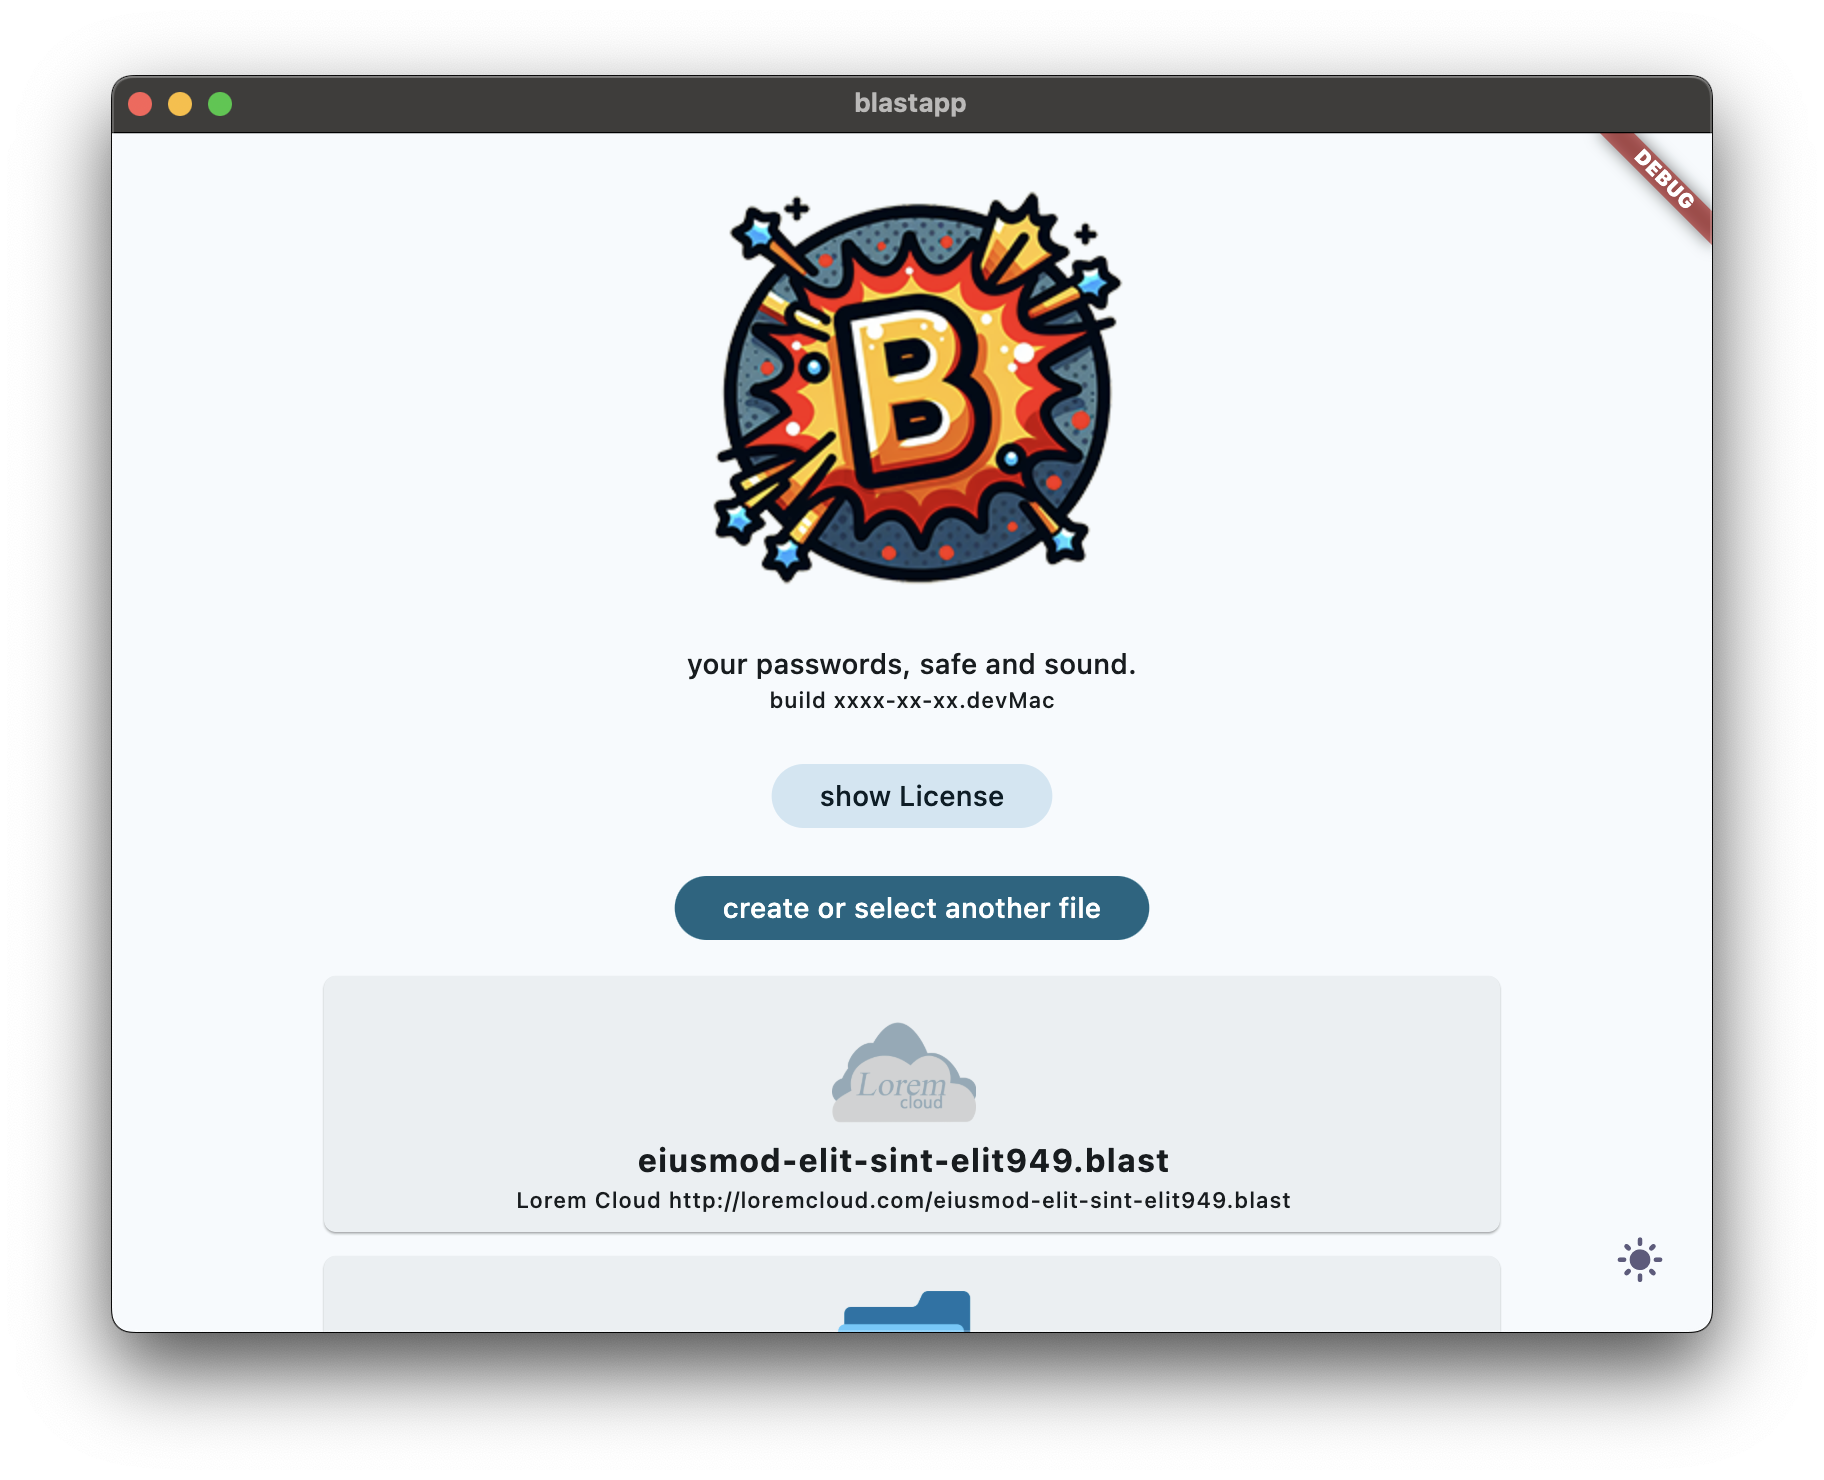 blastapp
DEBUG
B
your passwords, safe and sound.
build xxxx-xx-xx.devMac
show License
create or select another file
Lorem
cloud
eiusmod-elit-sint-elit949.blast
Lorem Cloud http://loremcloud.com/eiusmod-elit-sint-elit949.blast